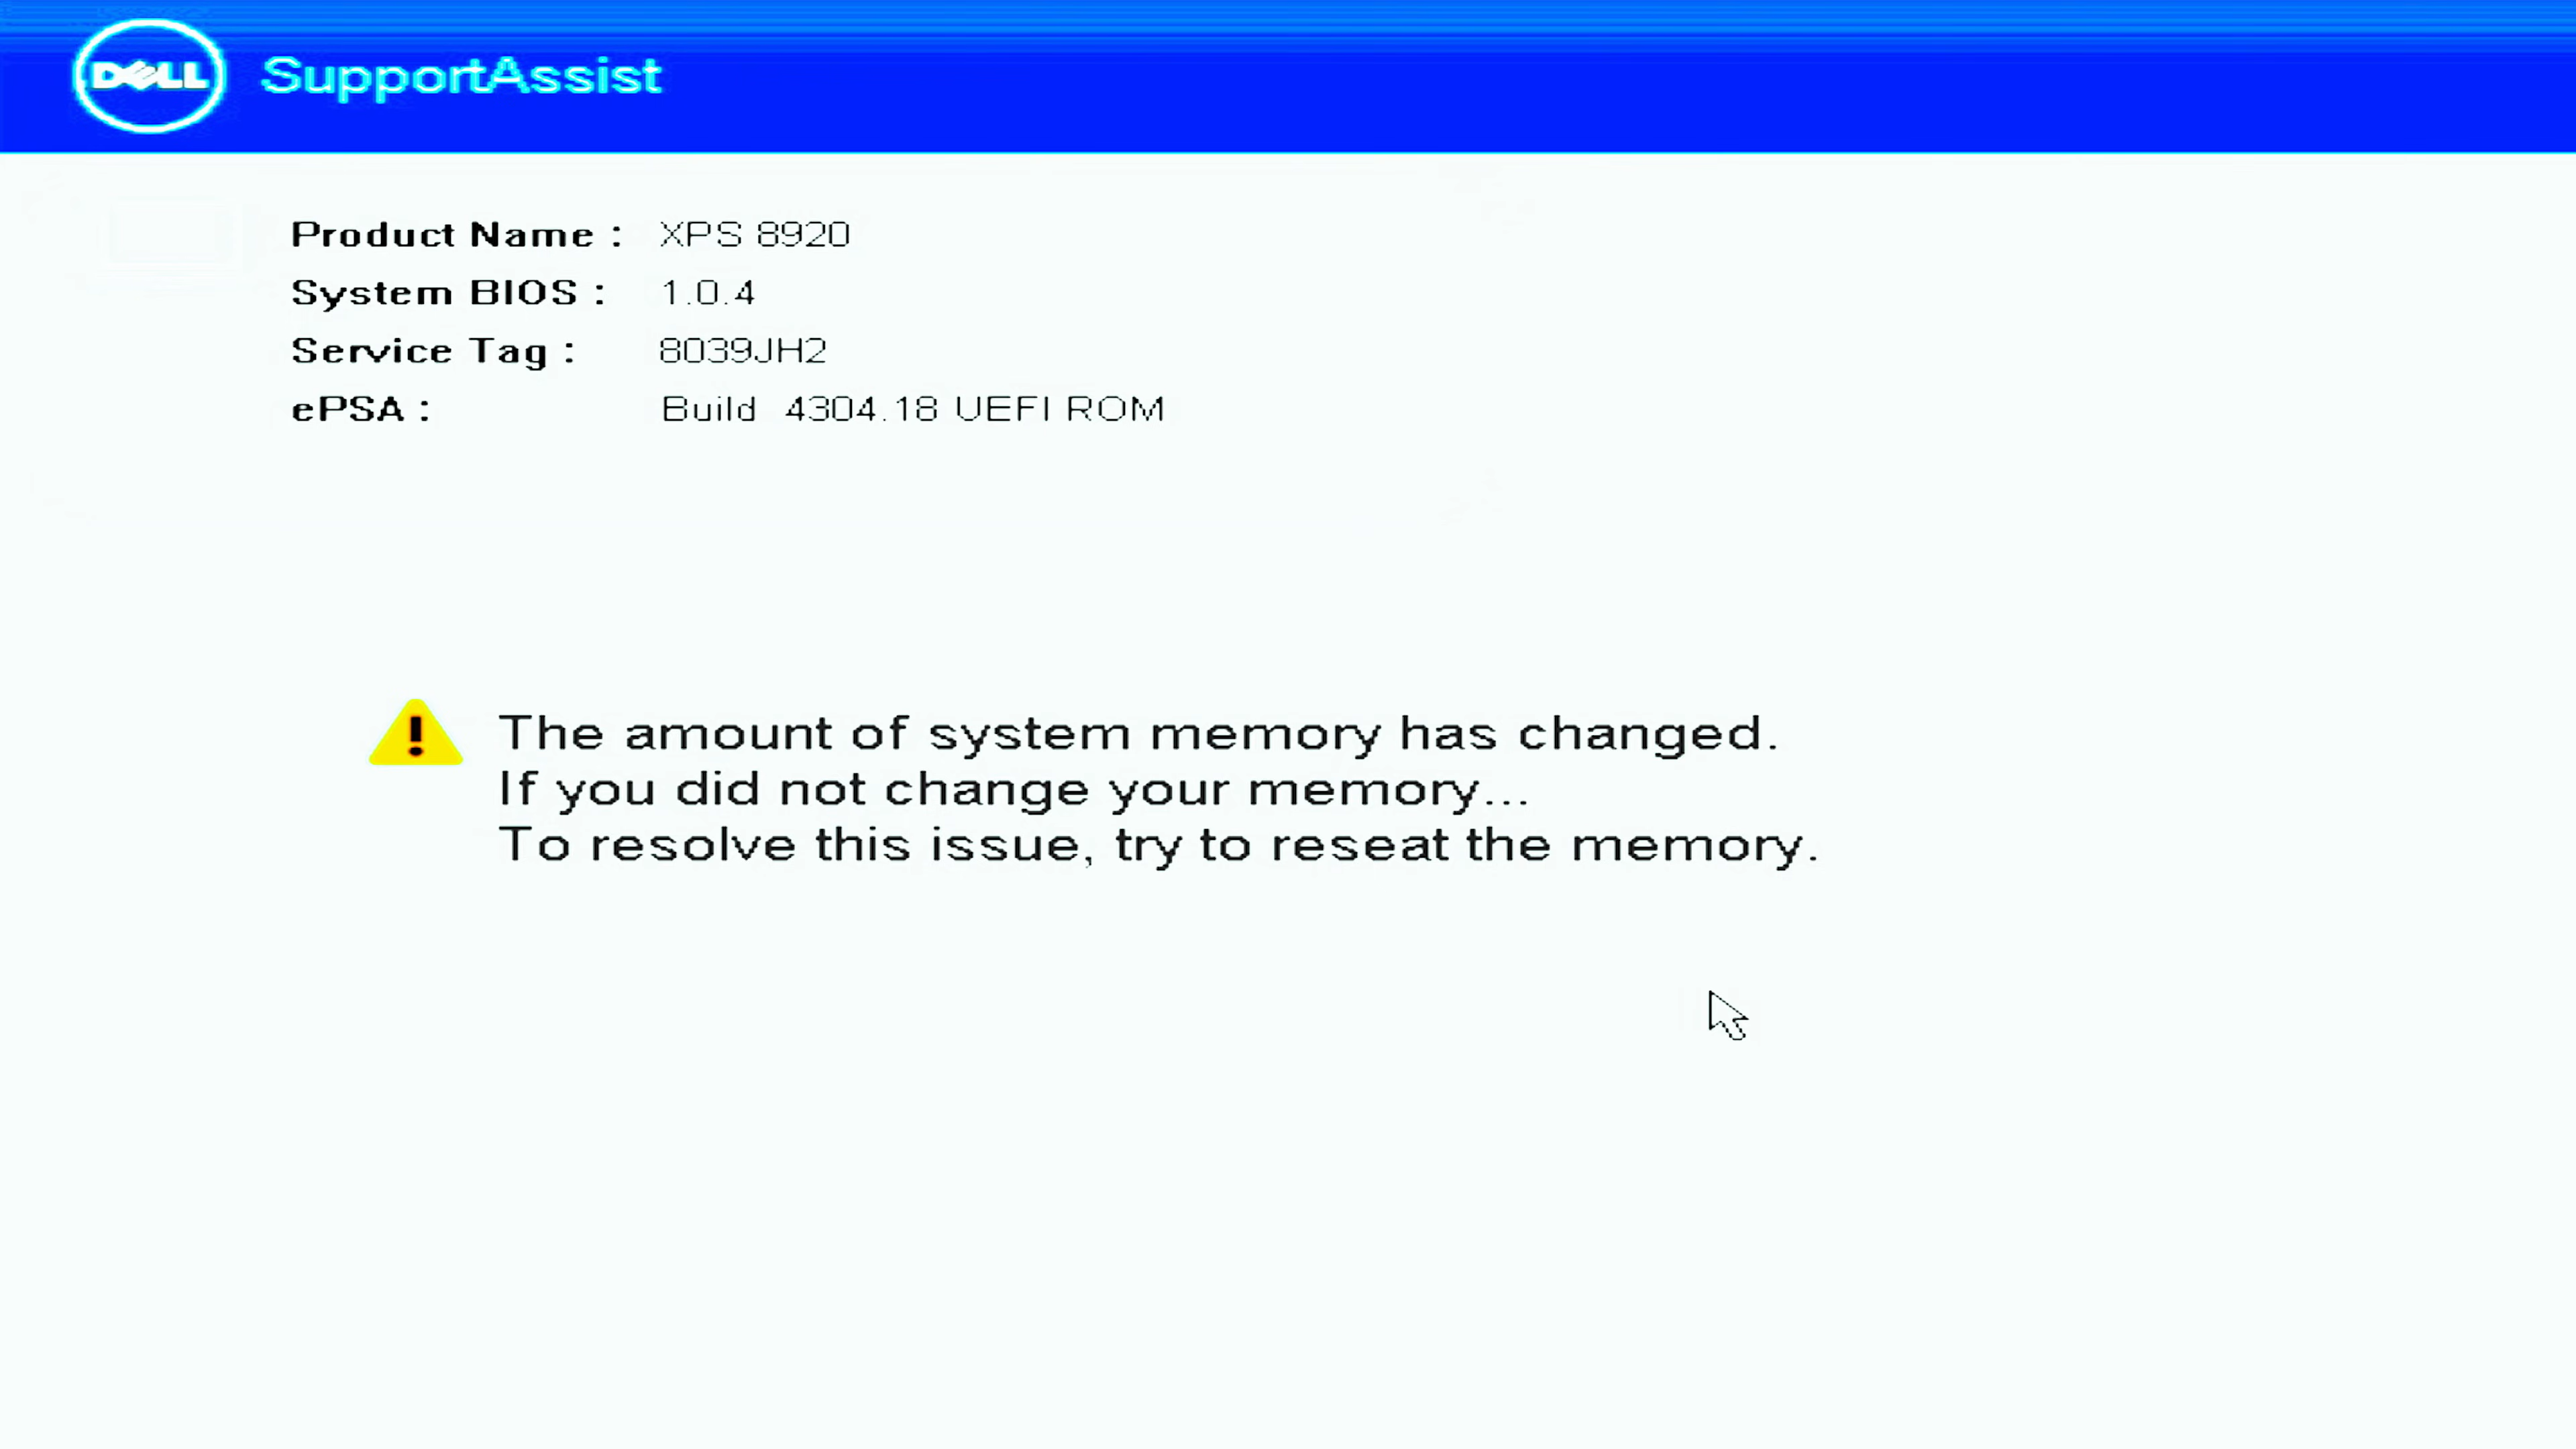 DELL SupportAssist
Product Name : XPS 8920
System BIOS : 1.0.4
Service Tag : 8039JH2
ePSA : Build 4304.18 UEFI ROM
The amount of system memory has changed.
If you did not change your memory...
To resolve this issue, try to reseat the memory.